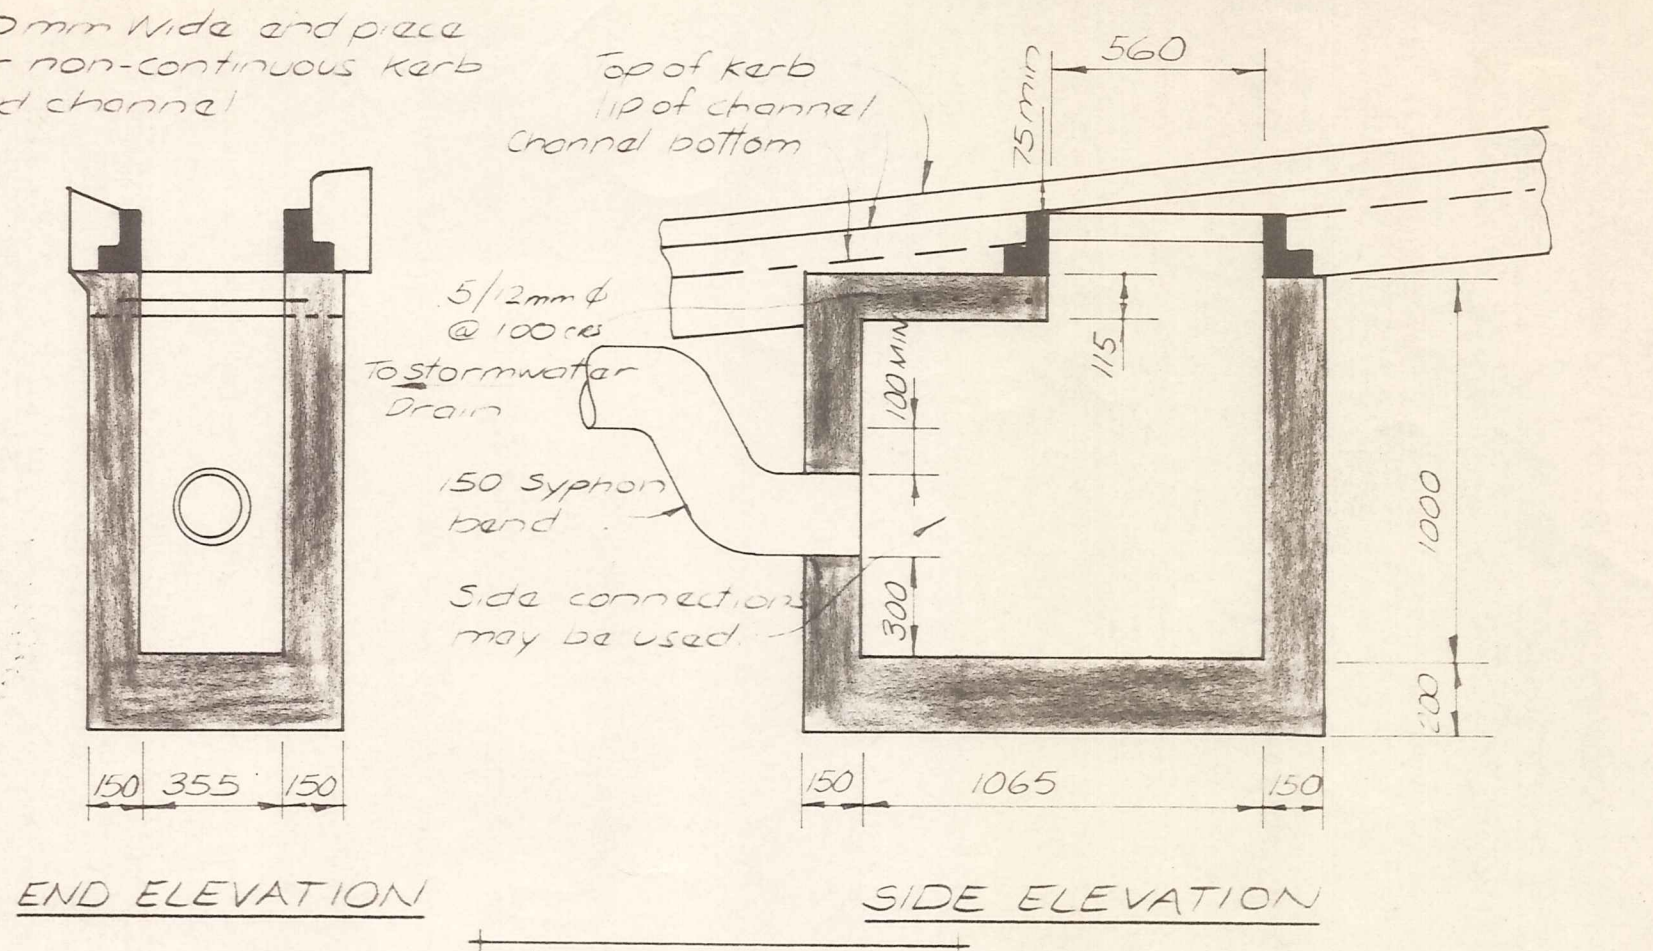 mm Wide end piece
non-continuous Kerb
channel
Top of Kerb
lip of channel
Channel bottom
75 min
560
5/12mm ϕ
@ 100 crs
To stormwater
Drain
150 Syphon
bend
Side connections
may be used.
100 MIN
300
115
1000
200
150 355 150
150 1065 150
END ELEVATION
SIDE ELEVATION